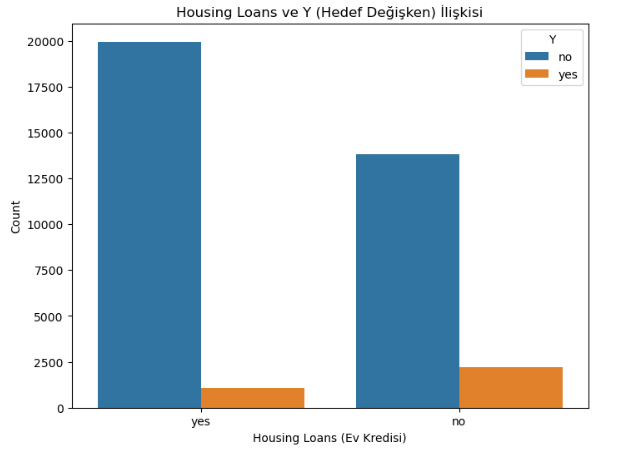 Housing Loans ve Y (Hedef Değişken) İlişkisi
Y
no
yes
20000
17500
15000
12500
10000
7500
5000
2500
0
Count
yes
no
Housing Loans (Ev Kredisi)